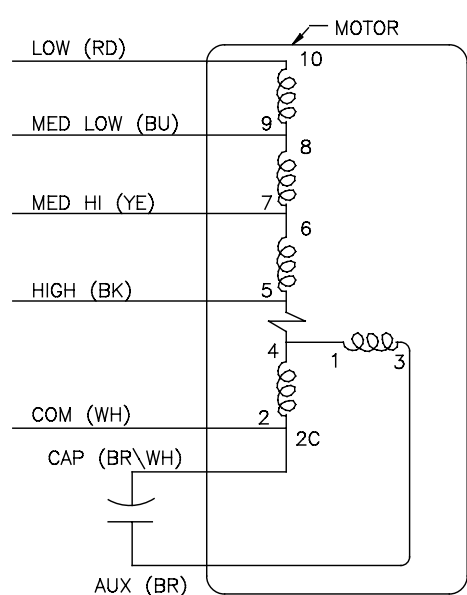 MOTOR
LOW (RD)
10
9
MED LOW (BU)
8
7
MED HI (YE)
6
5
HIGH (BK)
4
1
3
2
COM (WH)
2C
CAP (BR\WH)
AUX (BR)